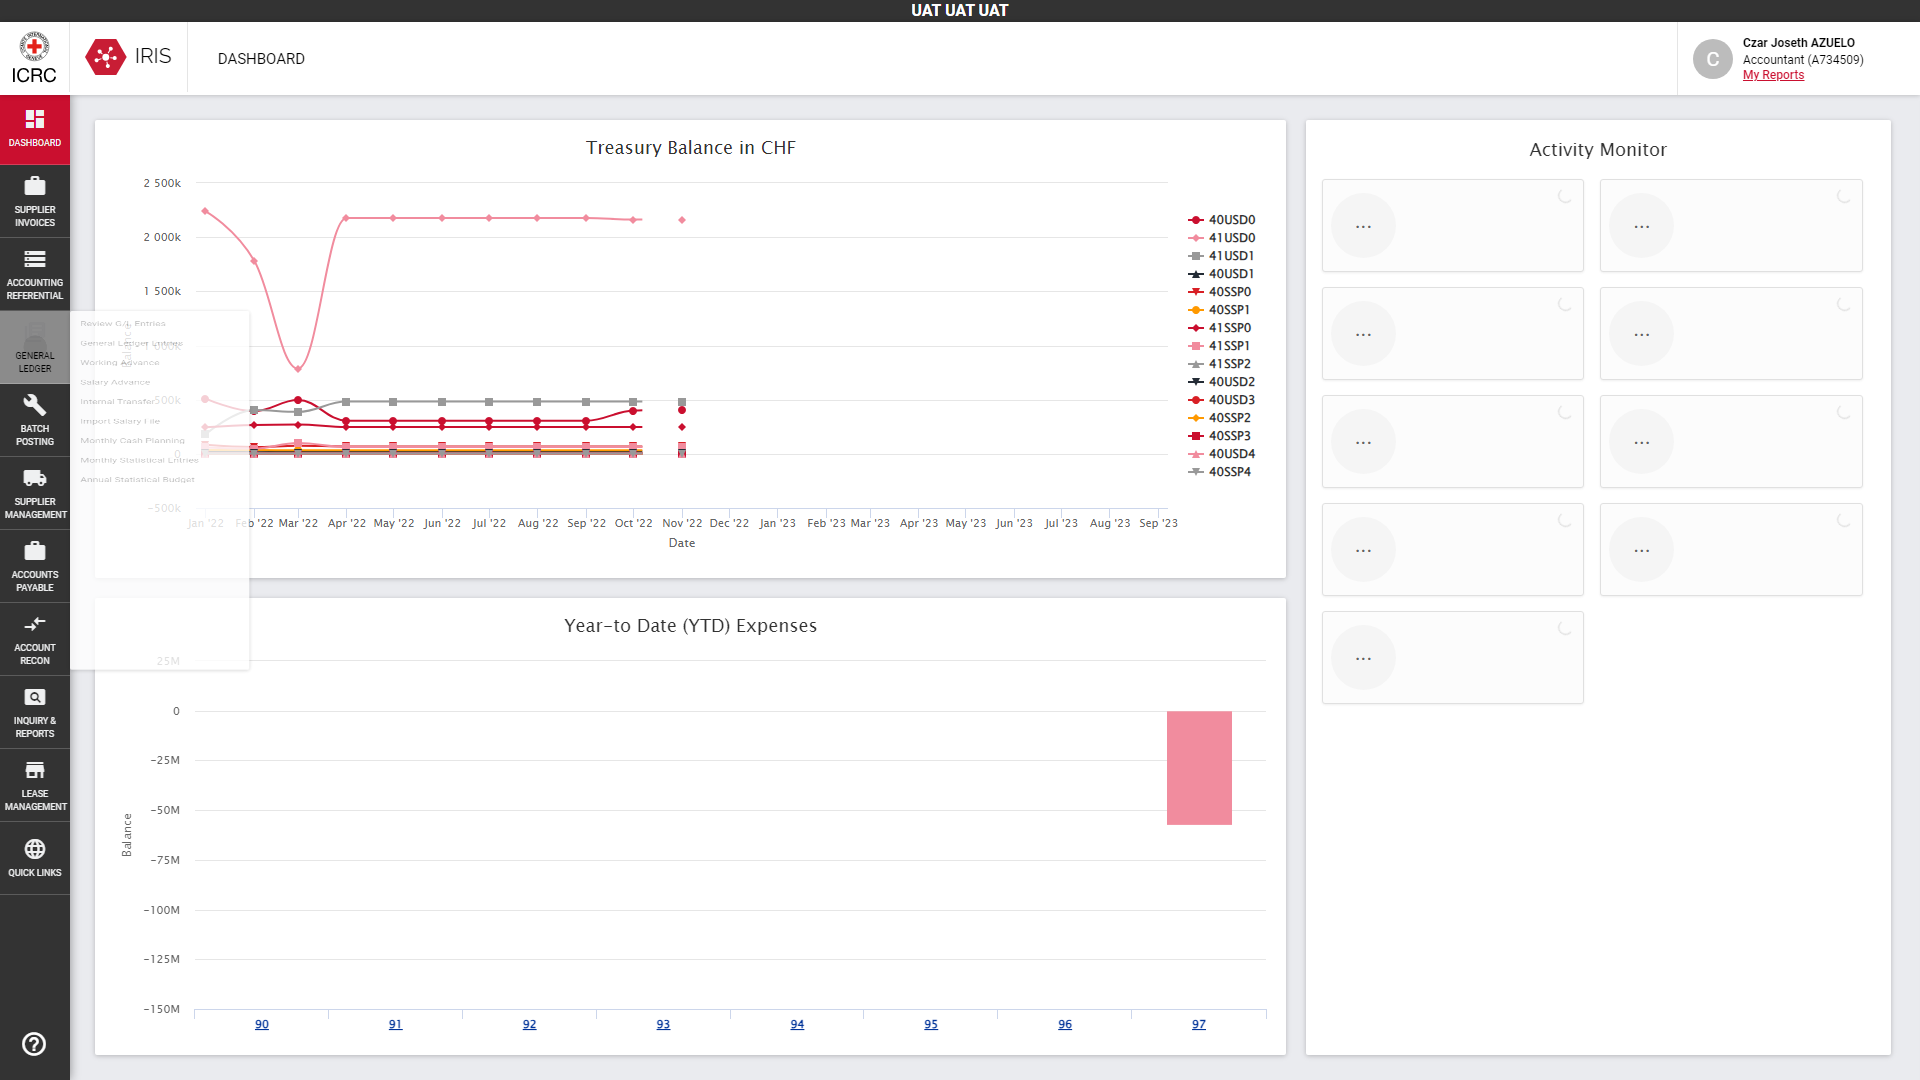 UAT UAT UAT
ICRC
IRIS
DASHBOARD
C
Czar Joseth AZUELO
Accountant (A734509)
My Reports
DASHBOARD
SUPPLIER
INVOICES
ACCOUNTING
REFERENTIAL
GENERAL
LEDGER
BATCH
POSTING
SUPPLIER
MANAGEMENT
ACCOUNTS
PAYABLE
ACCOUNT
RECON
INQUIRY &
REPORTS
LEASE
MANAGEMENT
QUICK LINKS
Review G/L Entries
General Ledger Entries
Working Advance
Salary Advance
Internal Transfer
Import Salary File
Monthly Cash Planning
Monthly Statistical Entries
Annual Statistical Budget
Treasury Balance in CHF
2 500k
2 000k
1 500k
1 000k
500k
0
−500k
Balance
Jan '22 Feb '22 Mar '22 Apr '22 May '22 Jun '22 Jul '22 Aug '22 Sep '22 Oct '22 Nov '22 Dec '22 Jan '23 Feb '23 Mar '23 Apr '23 May '23 Jun '23 Jul '23 Aug '23 Sep '23
Date
40USD0
41USD0
41USD1
40USD1
40SSP0
40SSP1
41SSP0
41SSP1
41SSP2
40USD2
40USD3
40SSP2
40SSP3
40USD4
40SSP4
Year-to Date (YTD) Expenses
25M
0
−25M
−50M
−75M
−100M
−125M
−150M
Balance
90 91 92 93 94 95 96 97
Activity Monitor
... ...
... ...
... ...
... ...
...